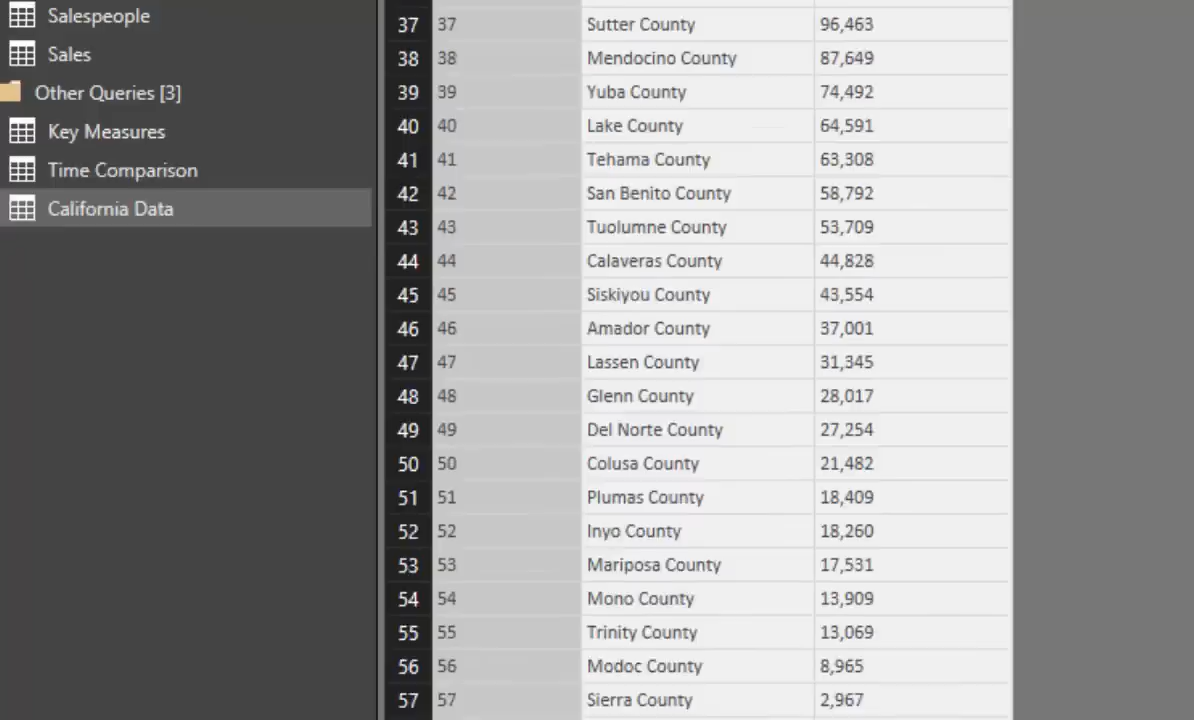 Salespeople
Sales
Other Queries [3]
Key Measures
Time Comparison
California Data
37 37 Sutter County 96,463
38 38 Mendocino County 87,649
39 39 Yuba County 74,492
40 40 Lake County 64,591
41 41 Tehama County 63,308
42 42 San Benito County 58,792
43 43 Tuolumne County 53,709
44 44 Calaveras County 44,828
45 45 Siskiyou County 43,554
46 46 Amador County 37,001
47 47 Lassen County 31,345
48 48 Glenn County 28,017
49 49 Del Norte County 27,254
50 50 Colusa County 21,482
51 51 Plumas County 18,409
52 52 Inyo County 18,260
53 53 Mariposa County 17,531
54 54 Mono County 13,909
55 55 Trinity County 13,069
56 56 Modoc County 8,965
57 57 Sierra County 2,967